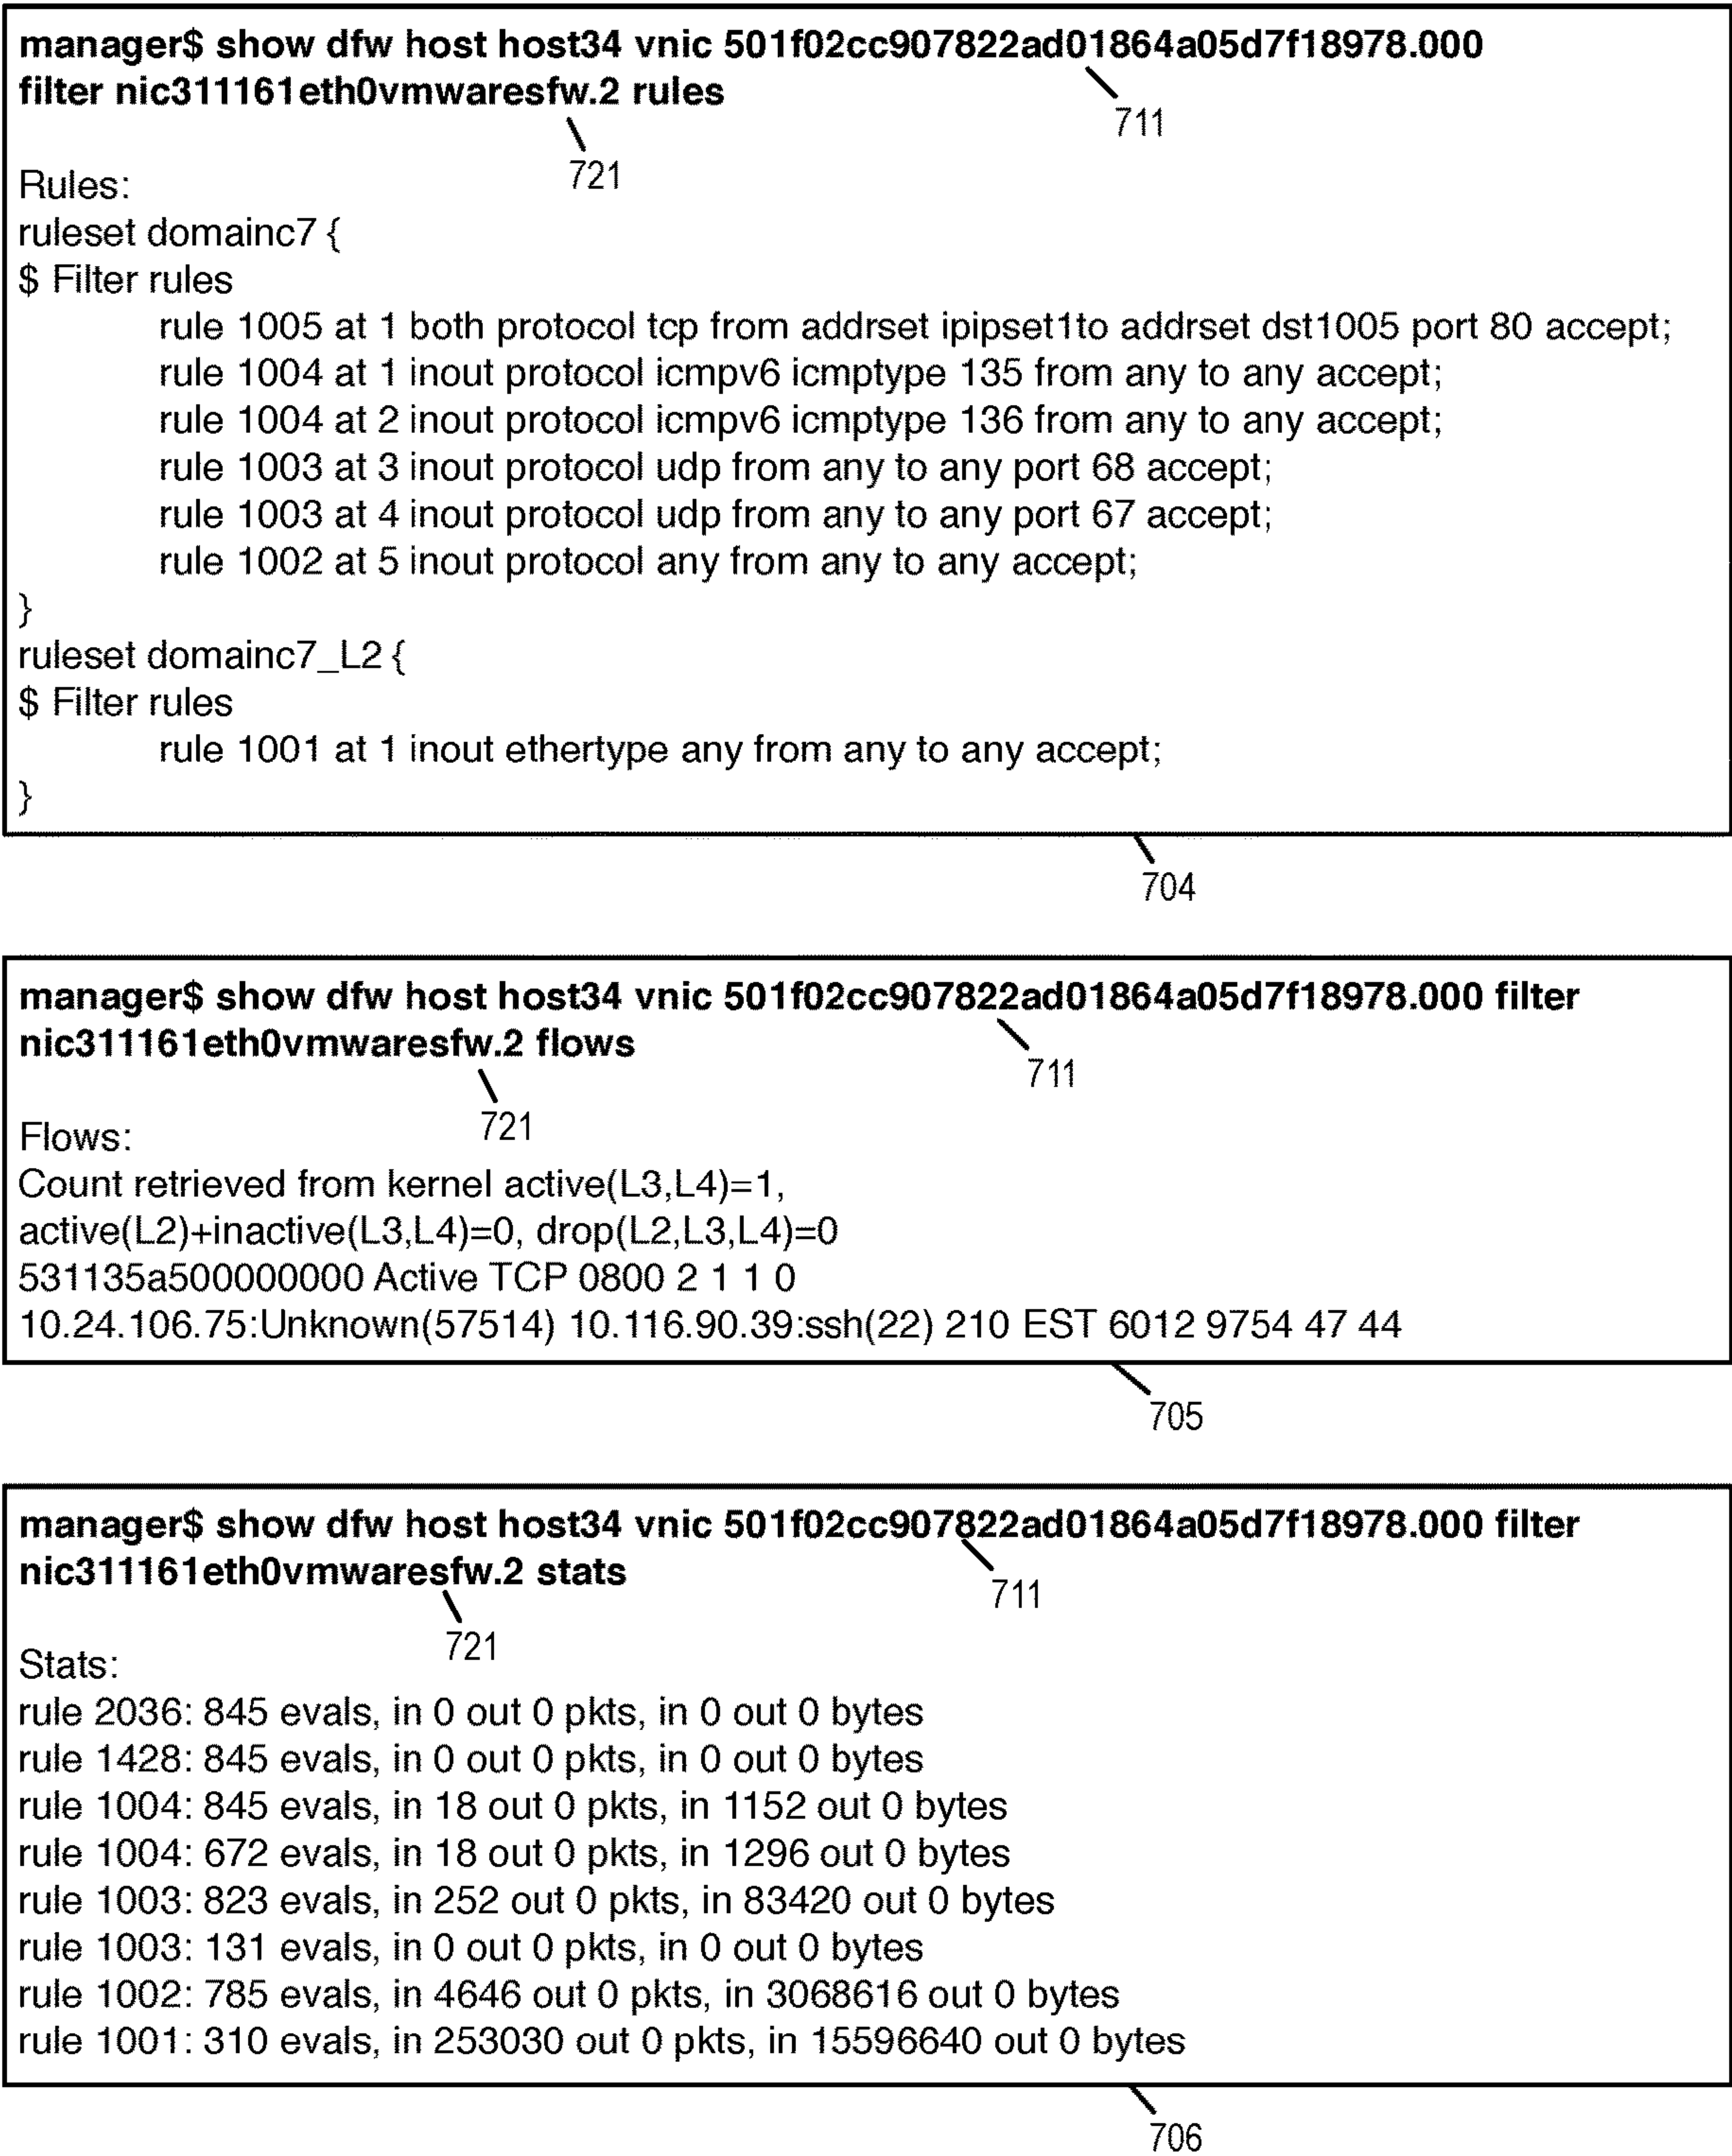 manager$ show dfw host host34 vnic 501f02cc907822ad01864a05d7f18978.000
filter nic311161eth0vmwaresfw.2 rules
711
721
Rules:
ruleset domainc7 {
$ Filter rules
rule 1005 at 1 both protocol tcp from addrset ipipset1to addrset dst1005 port 80 accept;
rule 1004 at 1 inout protocol icmpv6 icmptype 135 from any to any accept;
rule 1004 at 2 inout protocol icmpv6 icmptype 136 from any to any accept;
rule 1003 at 3 inout protocol udp from any to any port 68 accept;
rule 1003 at 4 inout protocol udp from any to any port 67 accept;
rule 1002 at 5 inout protocol any from any to any accept;
}
ruleset domainc7_L2 {
$ Filter rules
rule 1001 at 1 inout ethertype any from any to any accept;
}
704
manager$ show dfw host host34 vnic 501f02cc907822ad01864a05d7f18978.000 filter
nic311161eth0vmwaresfw.2 flows
711
721
Flows:
Count retrieved from kernel active(L3,L4)=1,
active(L2)+inactive(L3,L4)=0, drop(L2,L3,L4)=0
531135a500000000 Active TCP 0800 2 1 1 0
10.24.106.75:Unknown(57514) 10.116.90.39:ssh(22) 210 EST 6012 9754 47 44
705
manager$ show dfw host host34 vnic 501f02cc907822ad01864a05d7f18978.000 filter
nic311161eth0vmwaresfw.2 stats
711
721
Stats:
rule 2036: 845 evals, in 0 out 0 pkts, in 0 out 0 bytes
rule 1428: 845 evals, in 0 out 0 pkts, in 0 out 0 bytes
rule 1004: 845 evals, in 18 out 0 pkts, in 1152 out 0 bytes
rule 1004: 672 evals, in 18 out 0 pkts, in 1296 out 0 bytes
rule 1003: 823 evals, in 252 out 0 pkts, in 83420 out 0 bytes
rule 1003: 131 evals, in 0 out 0 pkts, in 0 out 0 bytes
rule 1002: 785 evals, in 4646 out 0 pkts, in 3068616 out 0 bytes
rule 1001: 310 evals, in 253030 out 0 pkts, in 15596640 out 0 bytes
706